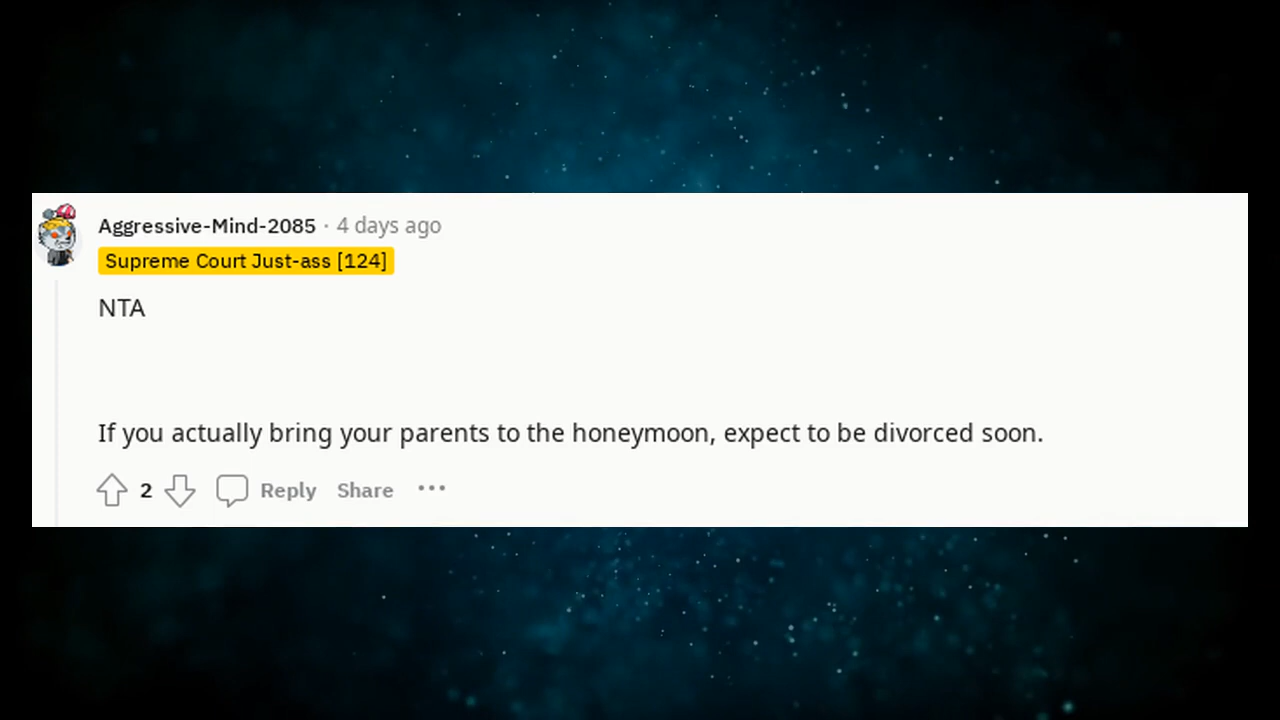 Aggressive-Mind-2085 · 4 days ago
Supreme Court Just-ass [124]
NTA
If you actually bring your parents to the honeymoon, expect to be divorced soon.
2 Reply Share ···